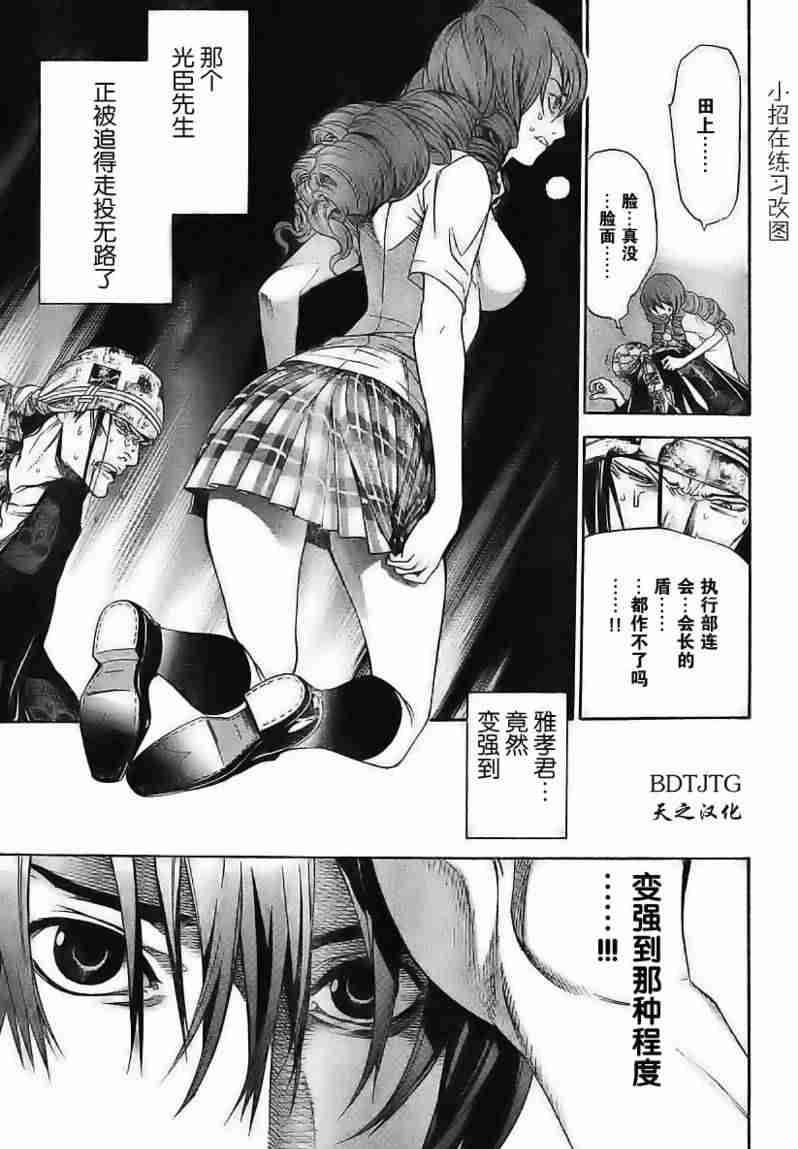 田上
……
脸…真没
脸面……
执行部连
会…会长的
盾……
…都作不了吗
……!!
那个
光臣先生
正被追得走投无路了
雅孝君…
竟然
变强到
变强到那种程度
……!!!
小招在练习改图
BDTJTG
天之汉化